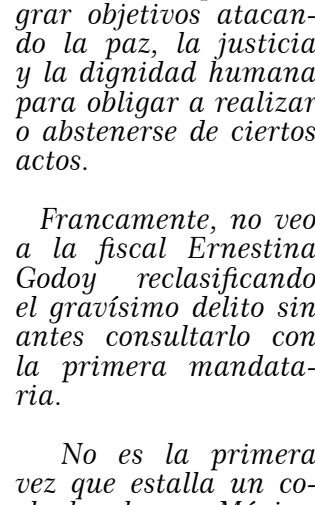 grar objetivos atacan-
do la paz, la justicia
y la dignidad humana
para obligar a realizar
o abstenerse de ciertos
actos.
Francamente, no veo
a la fiscal Ernestina
Godoy reclasificando
el gravísimo delito sin
antes consultarlo con
la primera mandata-
ria.
No es la primera
vez que estalla un co-